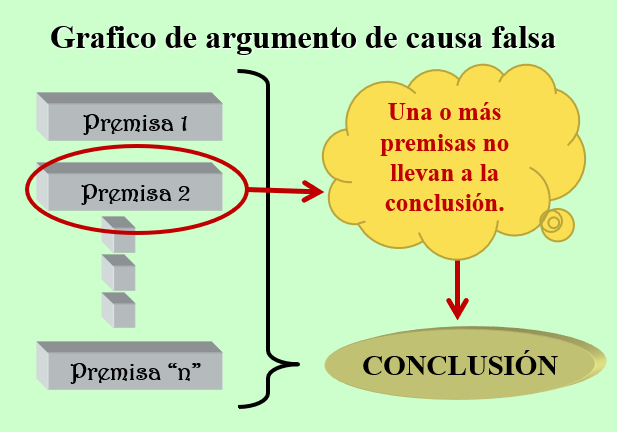 Grafico de argumento de causa falsa
Premisa 1
Premisa 2
Premisa “n”
Una o más
premisas no
llevan a la
conclusión.
CONCLUSIÓN